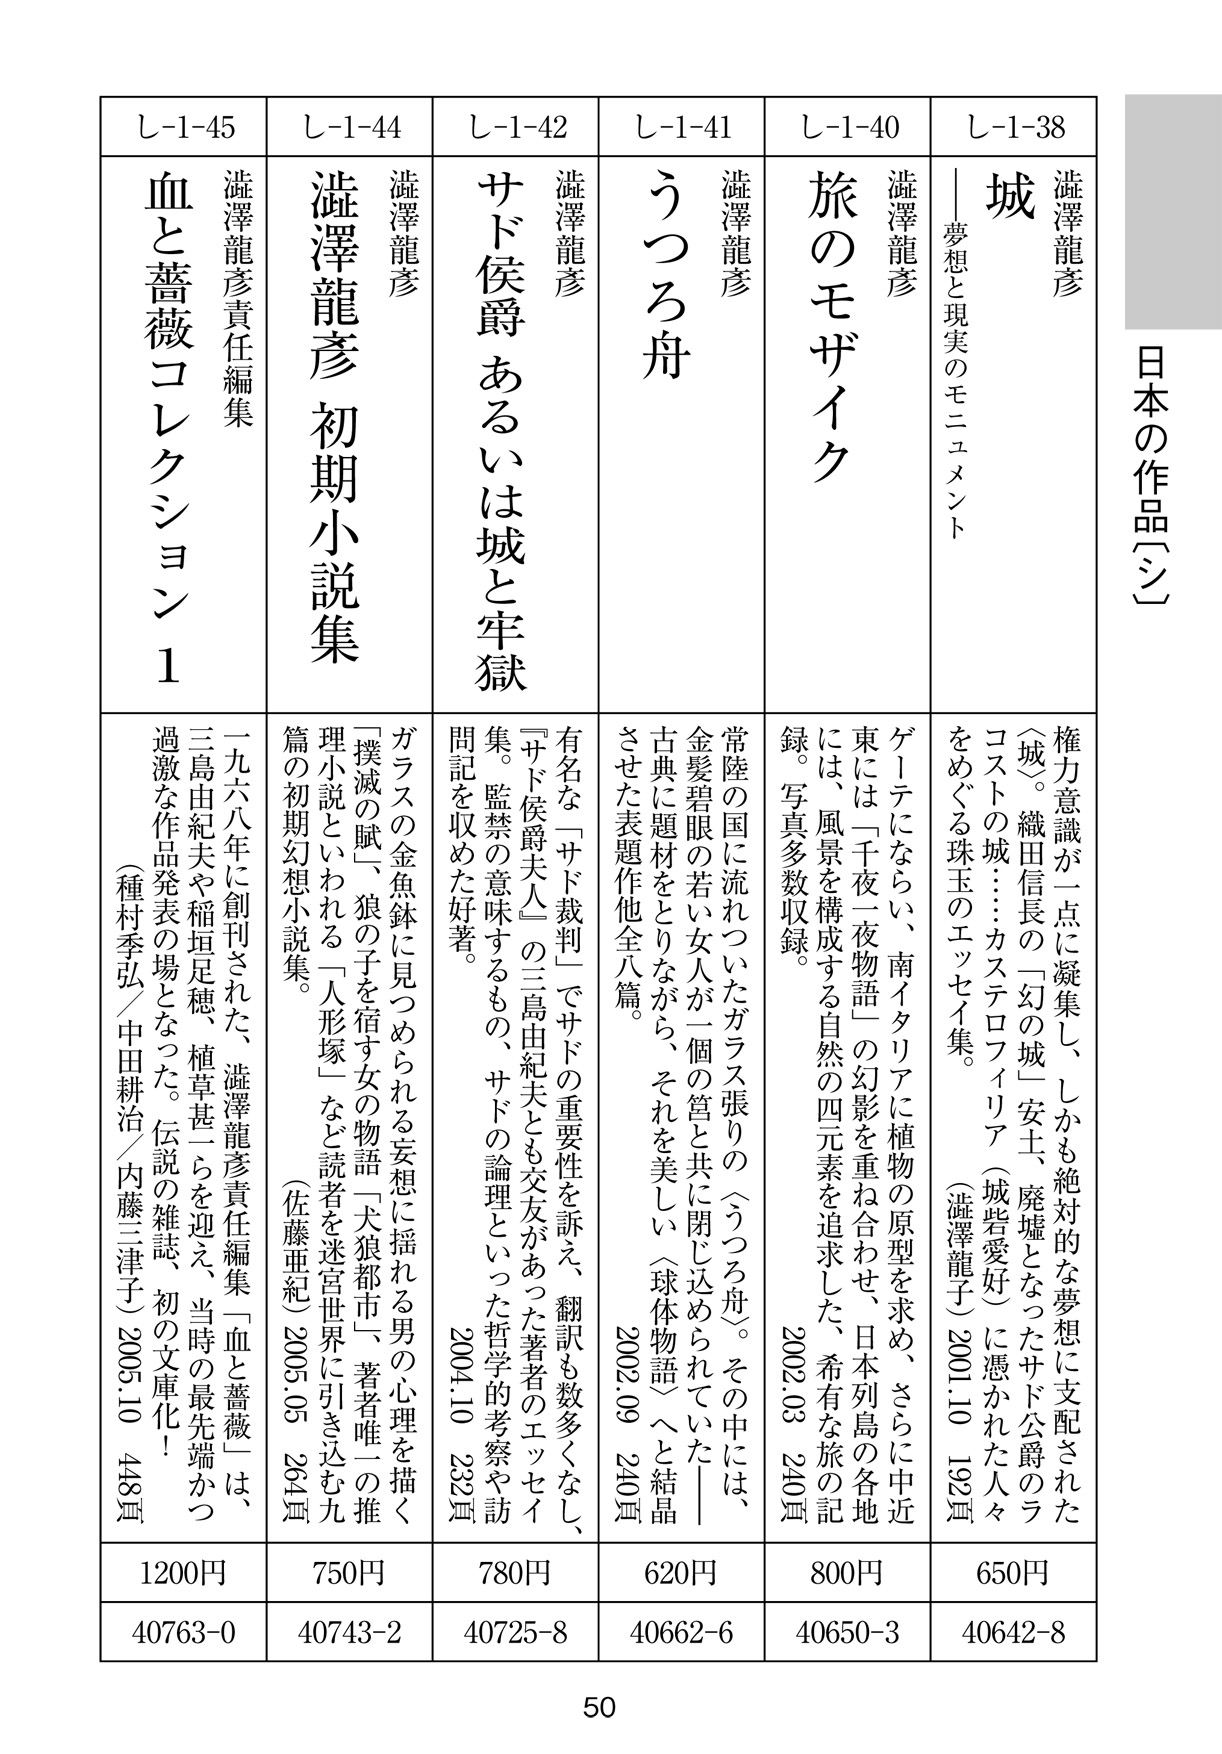 日本の作品〔シ〕
し-1-38
澁澤龍彥
城
――夢想と現実のモニュメント
権力意識が一点に凝集し、しかも絶対的な夢想に支配された
〈城〉。織田信長の「幻の城」安土、廃墟となったサド公爵のラ
コストの城……カステロフィリア（城砦愛好）に憑かれた人々
をめぐる珠玉のエッセイ集。　（澁澤龍子）2001.10　192頁
650円
40642-8
し-1-40
澁澤龍彥
旅のモザイク
ゲーテにならい、南イタリアに植物の原型を求め、さらに中近
東には「千夜一夜物語」の幻影を重ね合わせ、日本列島の各地
には、風景を構成する自然の四元素を追求した、希有な旅の記
録。写真多数収録。　2002.03　240頁
800円
40650-3
し-1-41
澁澤龍彥
うつろ舟
常陸の国に流れついたガラス張りの〈うつろ舟〉。その中には、
金髪碧眼の若い女人が一個の筥と共に閉じ込められていた――
古典に題材をとりながら、それを美しい〈球体物語〉へと結晶
させた表題作他全八篇。　2002.09　240頁
620円
40662-6
し-1-42
澁澤龍彥
サド侯爵 あるいは城と牢獄
有名な「サド裁判」でサドの重要性を訴え、翻訳も数多くなし、
『サド侯爵夫人』の三島由紀夫とも交友があった著者のエッセイ
集。監禁の意味するもの、サドの論理といった哲学的考察や訪
問記を収めた好著。　2004.10　232頁
780円
40725-8
し-1-44
澁澤龍彥
澁澤龍彥 初期小説集
ガラスの金魚鉢に見つめられる妄想に揺れる男の心理を描く
「撲滅の賦」、狼の子を宿す女の物語「犬狼都市」、著者唯一の推
理小説といわれる「人形塚」など読者を迷宮世界に引き込む九
篇の初期幻想小説集。　（佐藤亜紀）2005.05　264頁
750円
40743-2
し-1-45
澁澤龍彥責任編集
血と薔薇コレクション 1
一九六八年に創刊された、澁澤龍彥責任編集「血と薔薇」は、
三島由紀夫や稲垣足穂、植草甚一らを迎え、当時の最先端かつ
過激な作品発表の場となった。伝説の雑誌、初の文庫化！
（種村季弘／中田耕治／内藤三津子）2005.10　448頁
1200円
40763-0
50